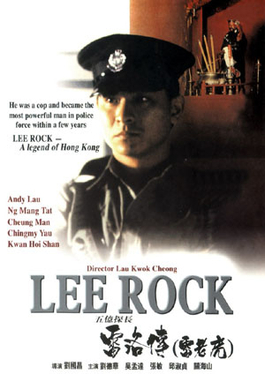 He was a cop and became the
most powerful man in police
force within a few years
LEE ROCK –
A legend of Hong Kong
Andy Lau
Ng Mang Tat
Cheung Man
Chingmy Yau
Kwan Hoi Shan
Director Lau Kwok Cheong
LEE ROCK
五億探長
雷洛傳(雷老虎)
導演 劉國昌 主演 劉德華 吳孟達 張敏 邱淑貞 關海山